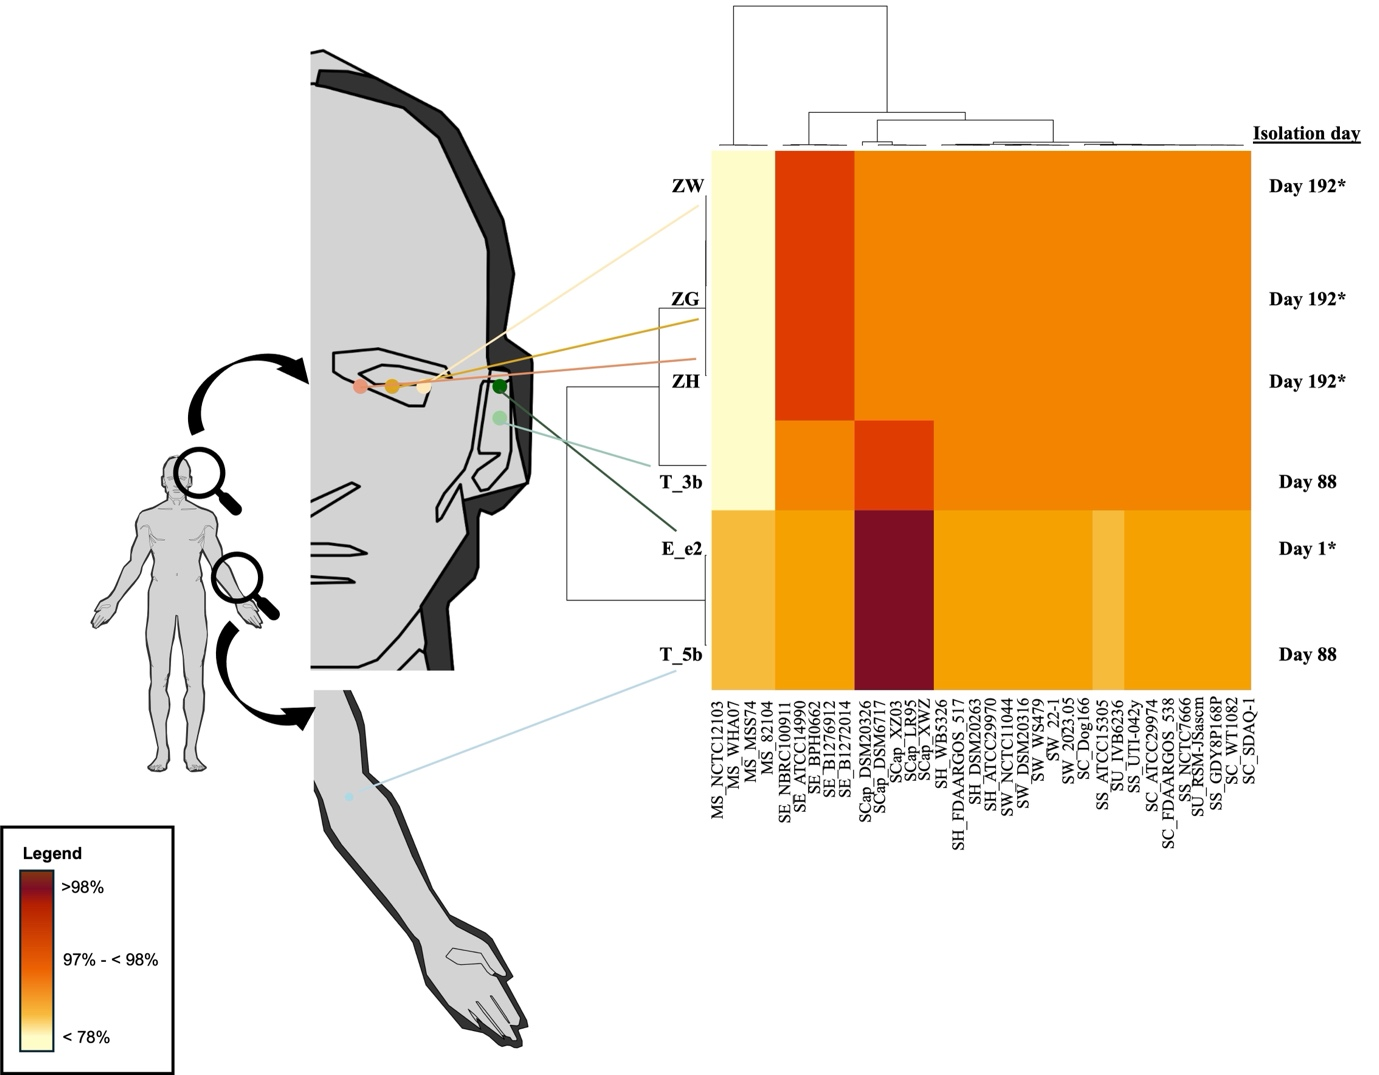 Isolation day
ZW
Day 192*
ZG
Day 192*
ZH
Day 192*
T_3b
Day 88
E_e2
Day 1*
T_5b
Day 88
MS_NCTC12103
MS_WHA07
MS_MSS74
MS_82104
SE_NBRC100911
SE_ATCC14990
SE_BPH0662
SE_B1276912
SE_B1272014
SCap_DSM20326
SCap_DSM6717
SCap_XZ03
SCap_LR95
SCap_XWZ
SH_WB5326
SH_FDAARGOS_517
SH_DSM20263
SH_ATCC29970
SW_NCTC11044
SW_DSM20316
SW_WS479
SW_22-1
SW_2023.05
SC_Dog166
SS_ATCC15305
SU_IVB6236
SS_UTI-042y
SC_ATCC29974
SC_FDAARGOS_538
SS_NCTC7666
SU_RSM-JSascm
SS_GDY8P168P
SC_WT1082
SC_SDAQ-1
Legend
>98%
97% - < 98%
< 78%